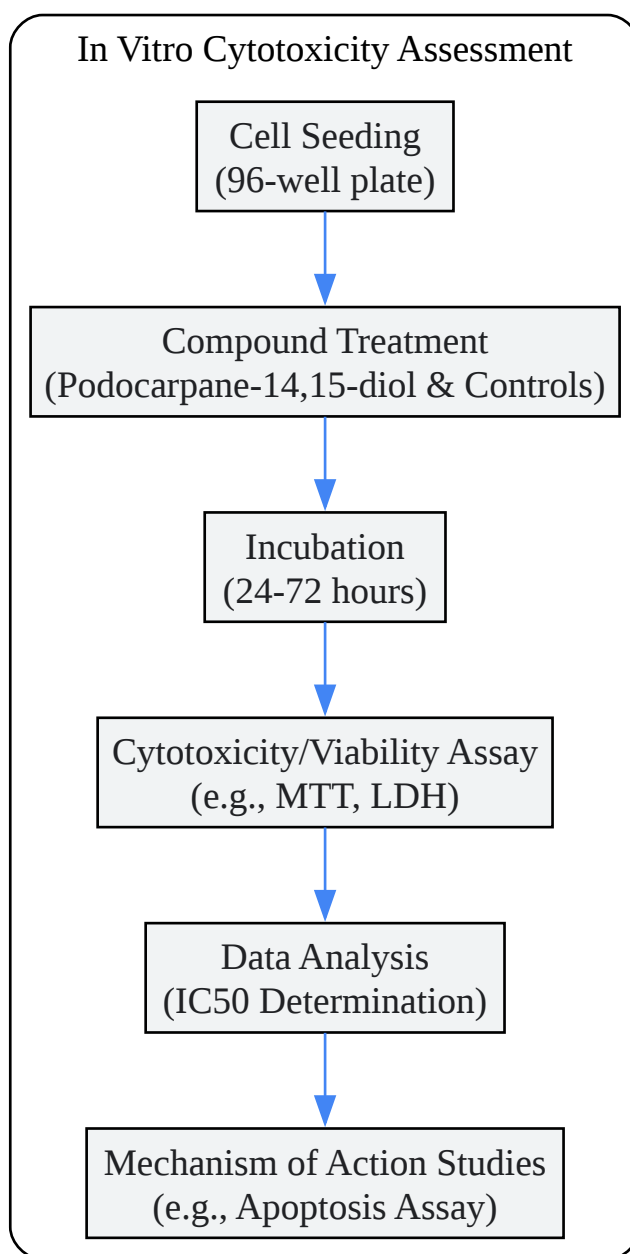 In Vitro Cytotoxicity Assessment
Cell Seeding
(96-well plate)
Compound Treatment
(Podocarpane-14,15-diol & Controls)
Incubation
(24-72 hours)
Cytotoxicity/Viability Assay
(e.g., MTT, LDH)
Data Analysis
(IC50 Determination)
Mechanism of Action Studies
(e.g., Apoptosis Assay)